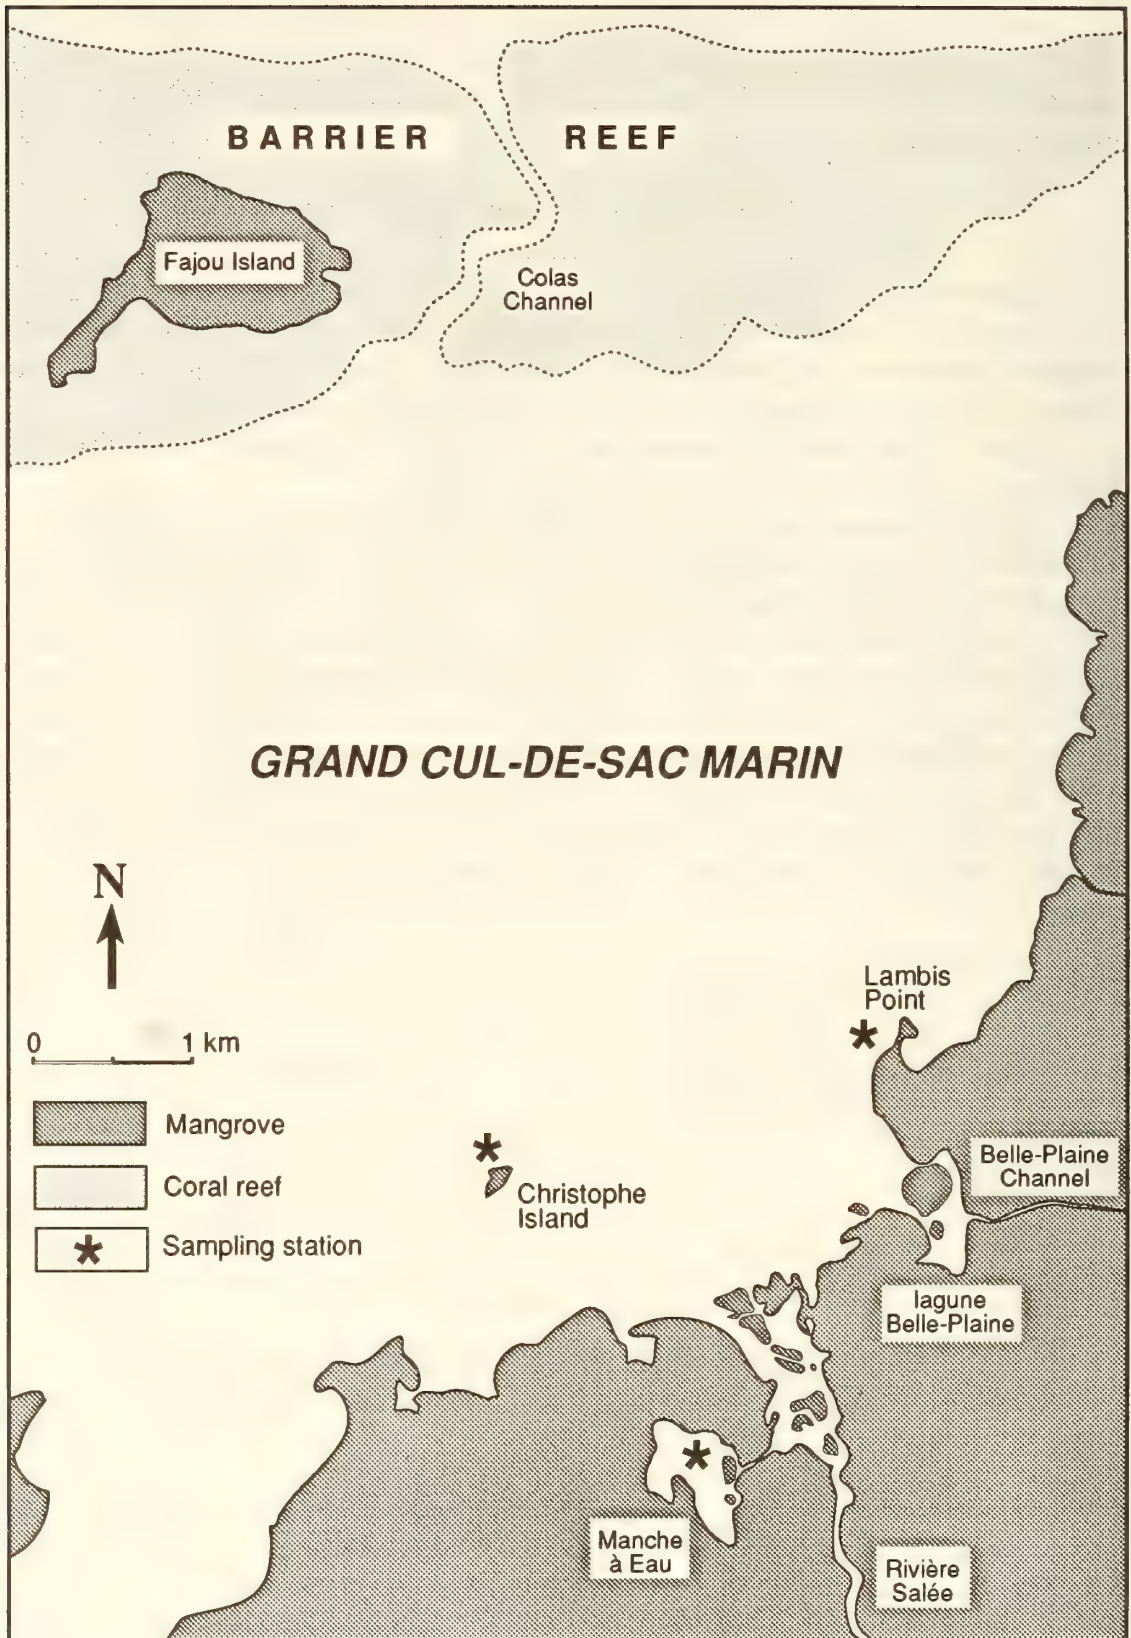 BARRIER REEF
Fajou Island
Colas
Channel
GRAND CUL-DE-SAC MARIN
N
Lambis
Point
0 1 km
Mangrove
Coral reef
Sampling station
Christophe
Island
Belle-Plaine
Channel
lagune
Belle-Plaine
Manche
à Eau
Rivière
Salée